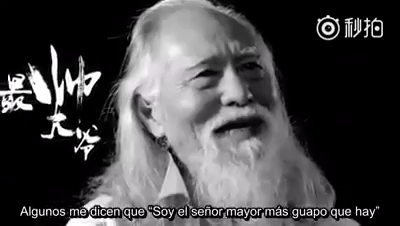 秒拍
最帅大爷
Algunos me dicen que “Soy el señor mayor más guapo que hay”